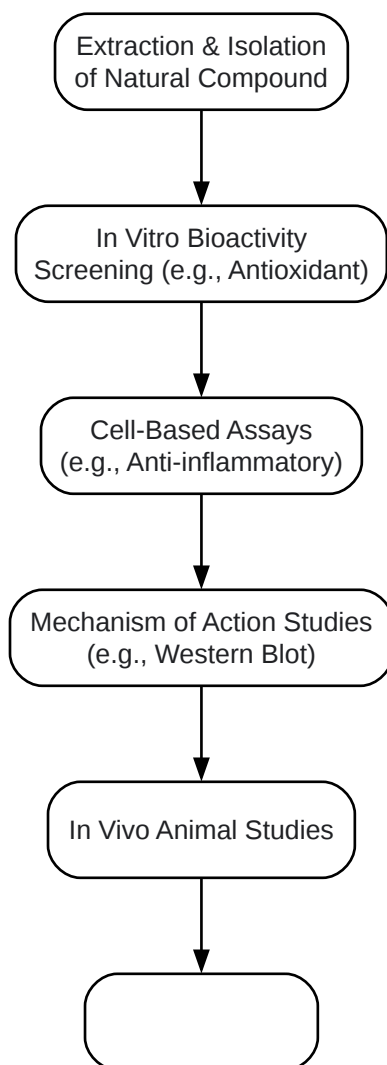 Extraction & Isolation
of Natural Compound
In Vitro Bioactivity
Screening (e.g., Antioxidant)
Cell-Based Assays
(e.g., Anti-inflammatory)
Mechanism of Action Studies
(e.g., Western Blot)
In Vivo Animal Studies